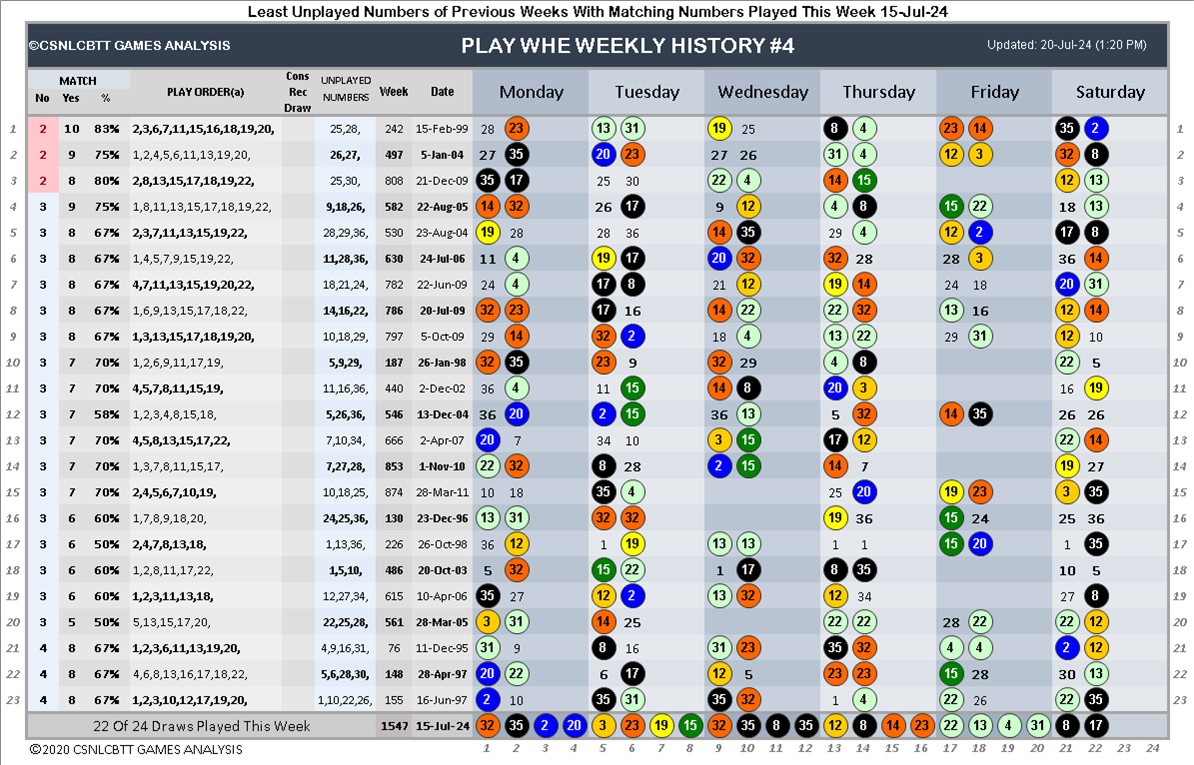 Least Unplayed Numbers of Previous Weeks With Matching Numbers Played This Week 15-Jul-24
©CSNLCBTT GAMES ANALYSIS PLAY WHE WEEKLY HISTORY #4 Updated: 20-Jul-24 (1:20 PM)
MATCH No Yes % PLAY ORDER(a) Cons Rec Draw UNPLAYED NUMBERS Week Date Monday Tuesday Wednesday Thursday Friday Saturday
1 2 10 83% 2,3,6,7,11,15,16,18,19,20, 25,28, 242 15-Feb-99 28 23 13 31 19 25 8 4 23 14 35 2 1
2 2 9 75% 1,2,4,5,6,11,13,19,20, 26,27, 497 5-Jan-04 27 35 20 23 27 26 31 4 12 3 32 8 2
3 2 8 80% 2,8,13,15,17,18,19,22, 25,30, 808 21-Dec-09 35 17 25 30 22 4 14 15 12 13 3
4 3 9 75% 1,8,11,13,15,17,18,19,22, 9,18,26, 582 22-Aug-05 14 32 26 17 9 12 4 8 15 22 18 13 4
5 3 8 67% 2,3,7,11,13,15,19,22, 28,29,36, 530 23-Aug-04 19 28 28 36 14 35 29 4 12 2 17 8 5
6 3 8 67% 1,4,5,7,9,15,19,22, 11,28,36, 630 24-Jul-06 11 4 19 17 20 32 32 28 28 3 36 14 6
7 3 8 67% 4,7,11,13,15,19,20,22, 18,21,24, 782 22-Jun-09 24 4 17 8 21 12 19 14 24 18 20 31 7
8 3 8 67% 1,6,9,13,15,17,18,22, 14,16,22, 786 20-Jul-09 32 23 17 16 14 22 22 32 13 16 12 14 8
9 3 8 67% 1,3,13,15,17,18,19,20, 10,18,29, 797 5-Oct-09 29 14 32 2 18 4 13 22 29 31 12 10 9
10 3 7 70% 1,2,6,9,11,17,19, 5,9,29, 187 26-Jan-98 32 35 23 9 32 29 4 8 22 5 10
11 3 7 70% 4,5,7,8,11,15,19, 11,16,36, 440 2-Dec-02 36 4 11 15 14 8 20 3 16 19 11
12 3 7 58% 1,2,3,4,8,15,18, 5,26,36, 546 13-Dec-04 36 20 2 15 36 13 5 32 14 35 26 26 12
13 3 7 70% 4,5,8,13,15,17,22, 7,10,34, 666 2-Apr-07 20 7 34 10 3 15 17 12 22 14 13
14 3 7 70% 1,3,7,8,11,15,17, 7,27,28, 853 1-Nov-10 22 32 8 28 2 15 14 7 19 27 14
15 3 7 70% 2,4,5,6,7,10,19, 10,18,25, 874 28-Mar-11 10 18 35 4 25 20 19 23 3 35 15
16 3 6 60% 1,7,8,9,18,20, 24,25,36, 130 23-Dec-96 13 31 32 32 19 36 15 24 25 36 16
17 3 6 50% 2,4,7,8,13,18, 1,13,36, 226 26-Oct-98 36 12 1 19 13 13 1 1 15 20 1 35 17
18 3 6 60% 1,2,8,11,17,22, 1,5,10, 486 20-Oct-03 5 32 15 22 1 17 8 35 10 5 18
19 3 6 60% 1,2,3,11,13,18, 12,27,34, 615 10-Apr-06 35 27 12 2 13 32 12 34 27 8 19
20 3 5 50% 5,13,15,17,20, 22,25,28, 561 28-Mar-05 3 31 14 25 22 22 28 22 22 12 20
21 4 8 67% 1,2,3,6,11,13,19,20, 4,9,16,31, 76 11-Dec-95 31 9 8 16 31 23 35 32 4 4 2 12 21
22 4 8 67% 4,6,8,13,16,17,18,22, 5,6,28,30, 148 28-Apr-97 20 22 6 17 12 5 23 23 15 28 30 13 22
23 4 8 67% 1,2,3,10,12,17,19,20, 1,10,22,26, 155 16-Jun-97 2 10 35 31 35 32 1 4 22 26 22 35 23
22 Of 24 Draws Played This Week 1547 15-Jul-24 32 35 2 20 3 23 19 15 32 35 8 35 12 8 14 23 22 13 4 31 8 17
©2020 CSNLCBTT GAMES ANALYSIS 1 2 3 4 5 6 7 8 9 10 11 12 13 14 15 16 17 18 19 20 21 22 23 24